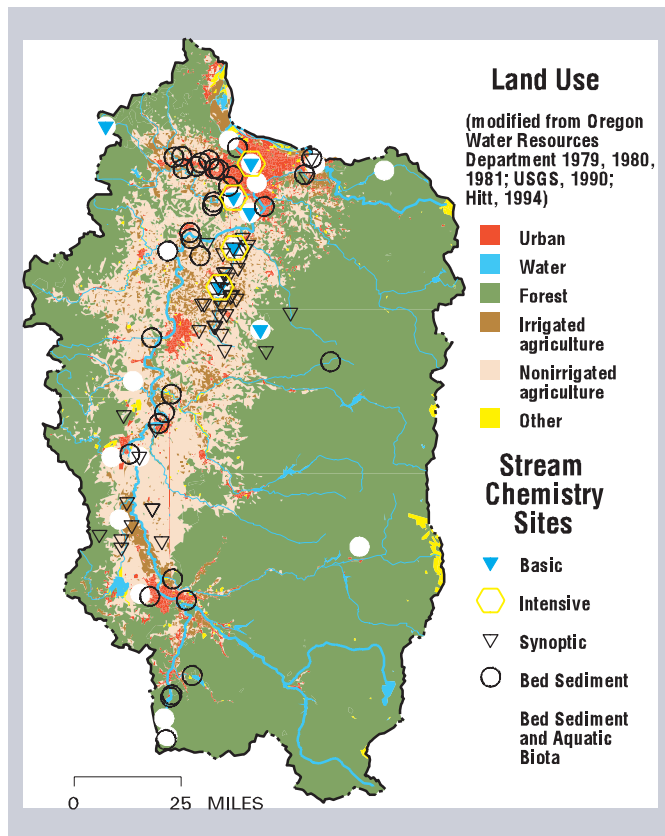 Land Use
(modified from Oregon
Water Resources
Department 1979, 1980,
1981; USGS, 1990;
Hitt, 1994)
Urban
Water
Forest
Irrigated
agriculture
Nonirrigated
agriculture
Other
Stream
Chemistry
Sites
Basic
Intensive
Synoptic
Bed Sediment
Bed Sediment
and Aquatic
Biota
0 25 MILES